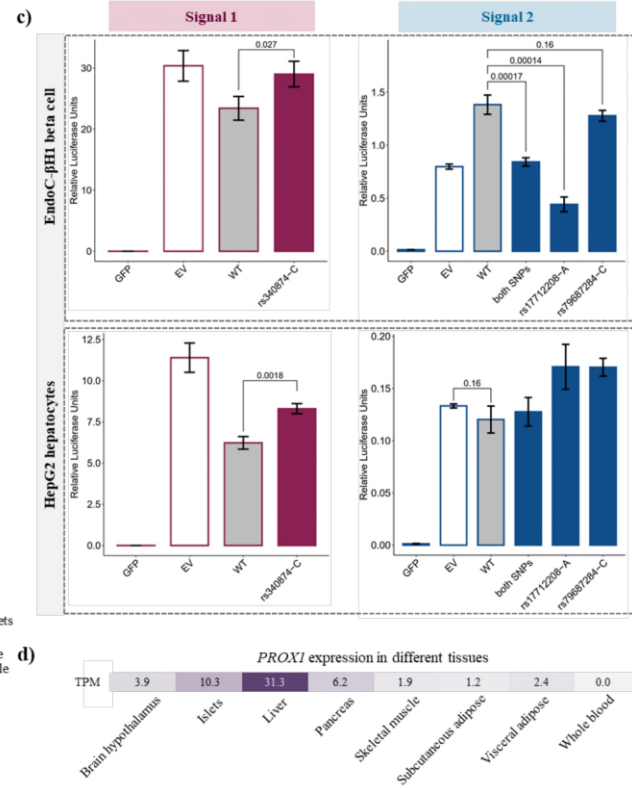 c)
Signal 1
Signal 2
EndoC-βH1 beta cell
Relative Luciferase Units
30
20
10
0
0.027
GFP
EV
WT
rs340874-C
Relative Luciferase Units
1.5
1.0
0.5
0.0
0.16
0.00014
0.00017
GFP
EV
WT
both SNPs
rs17712208-A
rs79687284-C
HepG2 hepatocytes
Relative Luciferase Units
12.5
10.0
7.5
5.0
2.5
0.0
0.0018
GFP
EV
WT
rs340874-C
Relative Luciferase Units
0.20
0.15
0.10
0.05
0.00
0.16
GFP
EV
WT
both SNPs
rs17712208-A
rs79687284-C
d)
PROX1 expression in different tissues
TPM 3.9 10.3 31.3 6.2 1.9 1.2 2.4 0.0
Brain hypothalamus
Islets
Liver
Pancreas
Skeletal muscle
Subcutaneous adipose
Visceral adipose
Whole blood